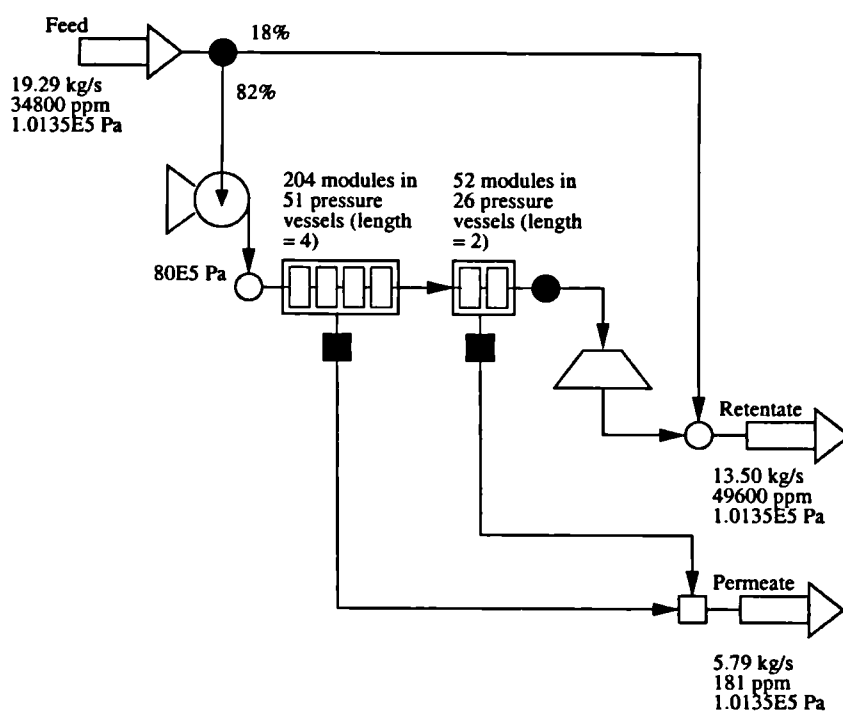 Feed
18%
19.29 kg/s
34800 ppm
1.0135E5 Pa
82%
204 modules in
51 pressure
vessels (length
= 4)
52 modules in
26 pressure
vessels (length
= 2)
80E5 Pa
Retentate
13.50 kg/s
49600 ppm
1.0135E5 Pa
Permeate
5.79 kg/s
181 ppm
1.0135E5 Pa